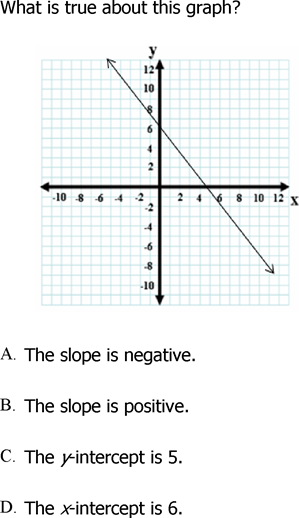 What is true about this graph?
y
12
10
8
6
4
2
-10 -8 -6 -4 -2 2 4 6 8 10 12 x
-2
-4
-6
-8
-10
A. The slope is negative.
B. The slope is positive.
C. The y-intercept is 5.
D. The x-intercept is 6.